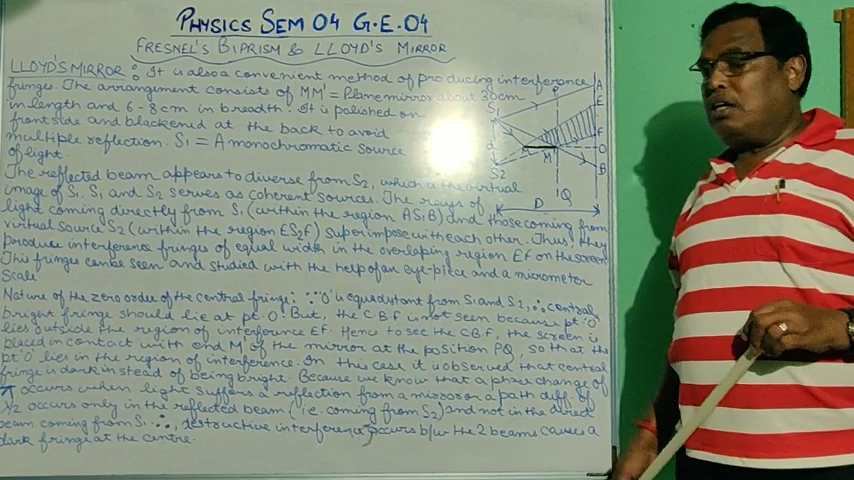 PHYSICS SEM 04 G.E.04
FRESNEL'S BIPRISM & LLOYD'S MIRROR
LLOYD'S MIRROR : It is also a convenient method of producing interference
fringes. The arrangement consists of MM' = Plane mirror about 30cm
in length and 6-8cm in breadth. It is polished on
front side and blackened at the back to avoid
multiple reflection. S1 = A monochromatic source
of light.
The reflected beam appears to diverse from S2, which is the virtual
image of S1. S1 and S2 serves as coherent sources. The rays of
light coming directly from S1 (within the region AS1B) and those coming from
virtual source S2 (within the region ES2F) superimpose with each other. Thus, they
produce interference fringes of equal width in the overlaping region EF on the screen
This fringes can be seen and studied with the help of an eye-piece and a micrometer
scale
Nature of the zero order of the central fringe: ∵ 'O' is equadistant from S1 and S2, ∴ central
bright fringe should lie at pt. O. But, the C.B.F is not seen because pt. 'O'
lies outside the region of interference EF. Hence to see the C.B.F, the screen is
placed in contact with end M' of the mirror at the position PQ, so that the
pt 'O' lies in the region of interference. In this case it is observed that central
fringe is dark instead of being bright. Because we know that a phase change of
π occurs when light suffers a reflection from a mirror or a path diff. of
λ/2 occurs only in the reflected beam (i.e. coming from S2) and not in the direct
beam coming from S1. ∴, destructive interference occurs b/w the 2 beams causes a
dark fringe at the centre.
S1
P
A
E
d
F
O
M
S2
B
Q
D